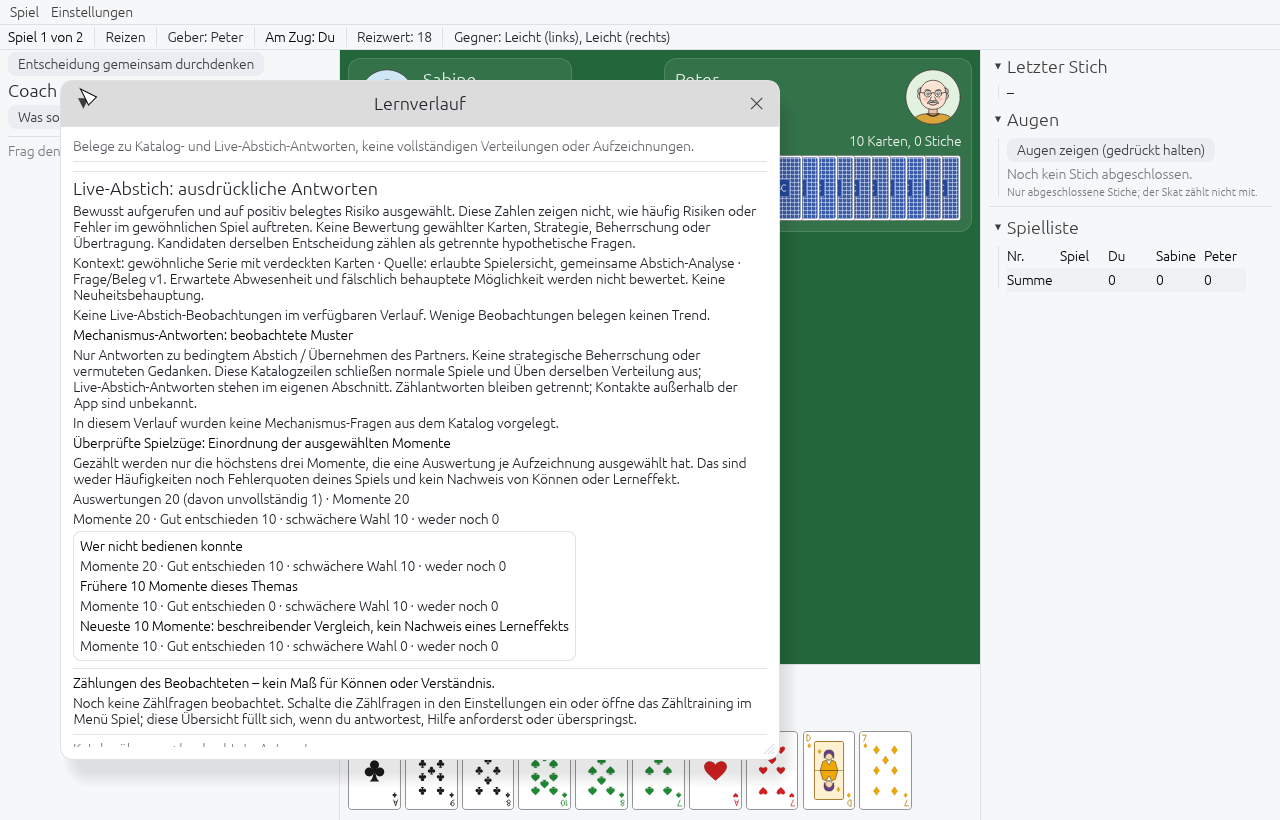 Spiel Einstellungen
Spiel 1 von 2 Reizen Geber: Peter Am Zug: Du Reizwert: 18 Gegner: Leicht (links), Leicht (rechts)
Entscheidung gemeinsam durchdenken
Coach
Was so
Frag den
Sabine
Peter
10 Karten, 0 Stiche
Lernverlauf
Belege zu Katalog- und Live-Abstich-Antworten, keine vollständigen Verteilungen oder Aufzeichnungen.
Live-Abstich: ausdrückliche Antworten
Bewusst aufgerufen und auf positiv belegtes Risiko ausgewählt. Diese Zahlen zeigen nicht, wie häufig Risiken oder
Fehler im gewöhnlichen Spiel auftreten. Keine Bewertung gewählter Karten, Strategie, Beherrschung oder
Übertragung. Kandidaten derselben Entscheidung zählen als getrennte hypothetische Fragen.
Kontext: gewöhnliche Serie mit verdeckten Karten · Quelle: erlaubte Spielersicht, gemeinsame Abstich-Analyse ·
Frage/Beleg v1. Erwartete Abwesenheit und fälschlich behauptete Möglichkeit werden nicht bewertet. Keine
Neuheitsbehauptung.
Keine Live-Abstich-Beobachtungen im verfügbaren Verlauf. Wenige Beobachtungen belegen keinen Trend.
Mechanismus-Antworten: beobachtete Muster
Nur Antworten zu bedingtem Abstich / Übernehmen des Partners. Keine strategische Beherrschung oder
vermuteten Gedanken. Diese Katalogzeilen schließen normale Spiele und Üben derselben Verteilung aus;
Live-Abstich-Antworten stehen im eigenen Abschnitt. Zählantworten bleiben getrennt; Kontakte außerhalb der
App sind unbekannt.
In diesem Verlauf wurden keine Mechanismus-Fragen aus dem Katalog vorgelegt.
Überprüfte Spielzüge: Einordnung der ausgewählten Momente
Gezählt werden nur die höchstens drei Momente, die eine Auswertung je Aufzeichnung ausgewählt hat. Das sind
weder Häufigkeiten noch Fehlerquoten deines Spiels und kein Nachweis von Können oder Lerneffekt.
Auswertungen 20 (davon unvollständig 1) · Momente 20
Momente 20 · Gut entschieden 10 · schwächere Wahl 10 · weder noch 0
Wer nicht bedienen konnte
Momente 20 · Gut entschieden 10 · schwächere Wahl 10 · weder noch 0
Frühere 10 Momente dieses Themas
Momente 10 · Gut entschieden 0 · schwächere Wahl 10 · weder noch 0
Neueste 10 Momente: beschreibender Vergleich, kein Nachweis eines Lerneffekts
Momente 10 · Gut entschieden 10 · schwächere Wahl 0 · weder noch 0
Zählungen des Beobachteten – kein Maß für Können oder Verständnis.
Noch keine Zählfragen beobachtet. Schalte die Zählfragen in den Einstellungen ein oder öffne das Zähltraining im
Menü Spiel; diese Übersicht füllt sich, wenn du antwortest, Hilfe anforderst oder überspringst.
Letzter Stich
–
Augen
Augen zeigen (gedrückt halten)
Noch kein Stich abgeschlossen.
Nur abgeschlossene Stiche; der Skat zählt nicht mit.
Spielliste
Nr. Spiel Du Sabine Peter
Summe 0 0 0
D 7
A 9 8 10 8 7 A 7 D 7